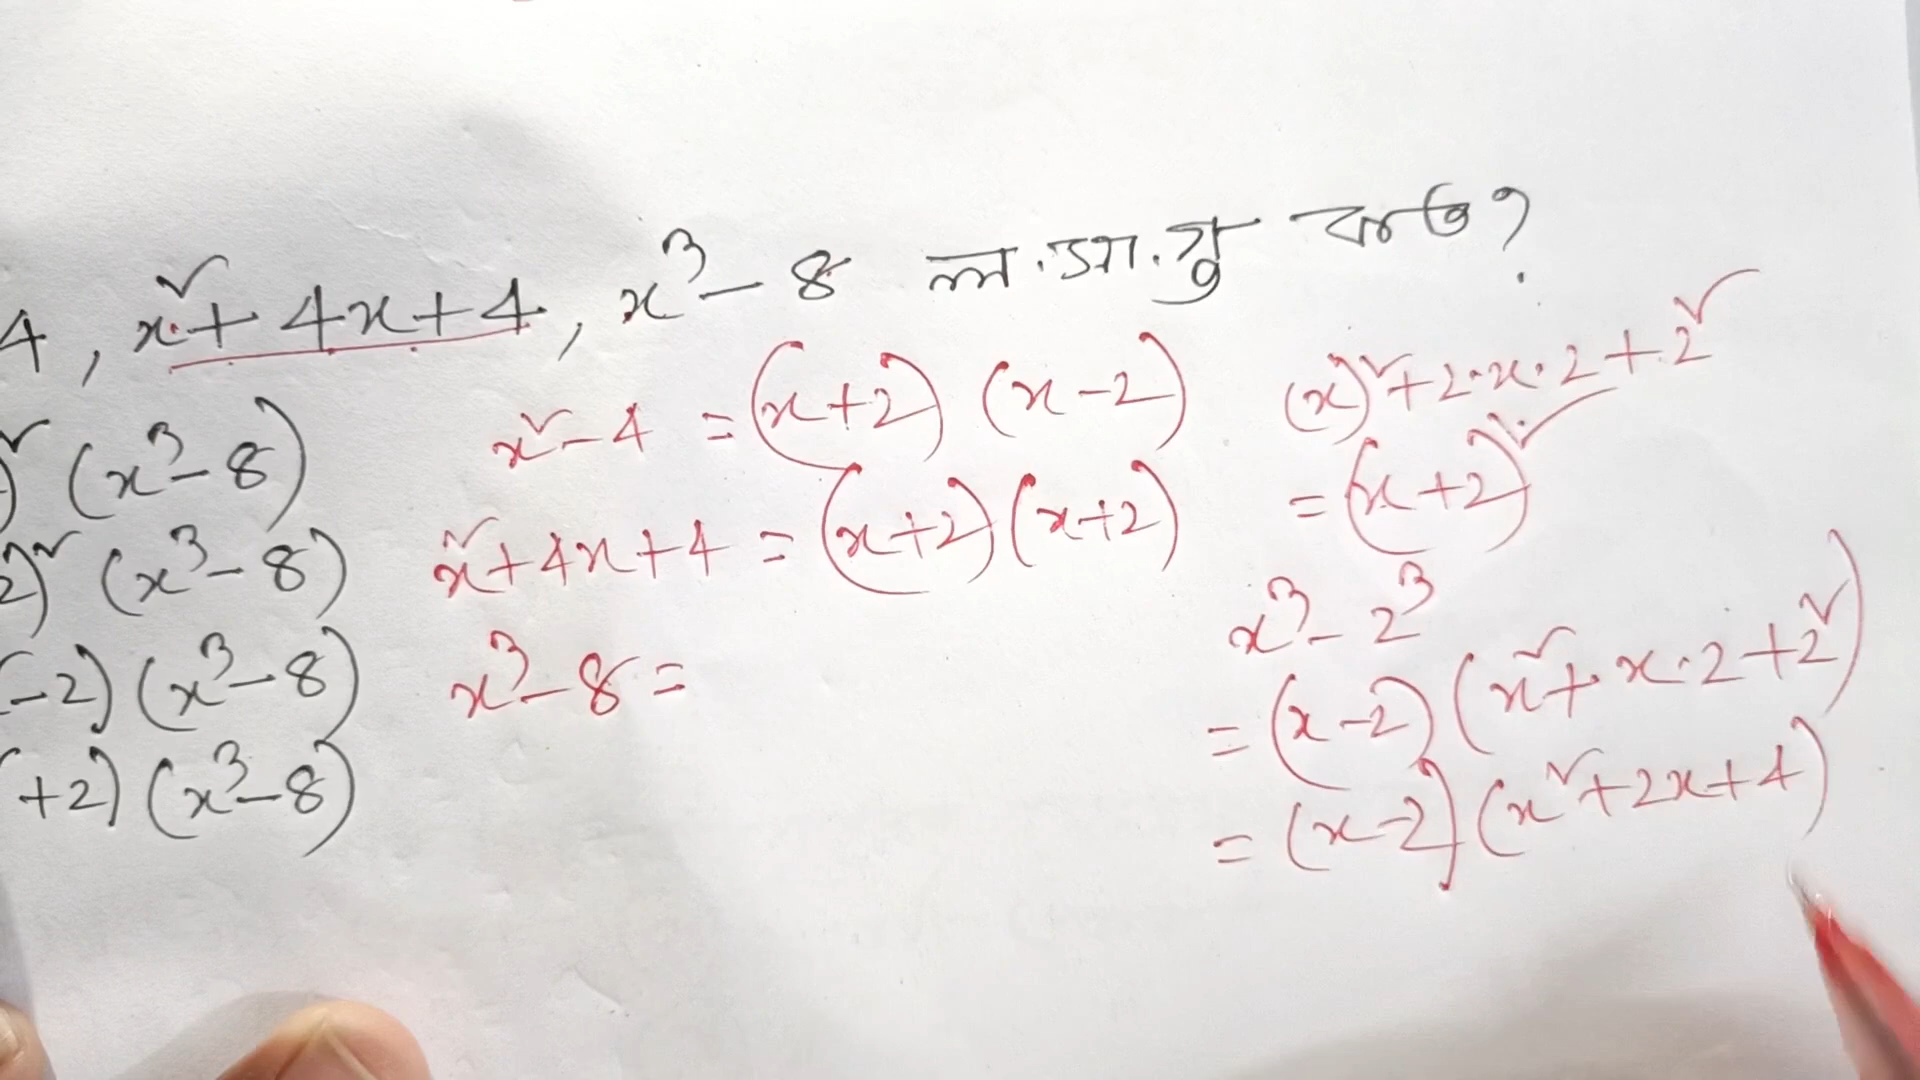 4, x²+4x+4, x³-8 ল.সা.গু কত?
)² (x³-8)
2)² (x³-8)
-2) (x³-8)
+2) (x³-8)
x²-4 = (x+2) (x-2)
x²+4x+4 = (x+2)(x+2)
x³-8 =
(x)²+2.x.2+2²
= (x+2)²
x³-2³
= (x-2) (x²+x.2+2²)
= (x-2) (x²+2x+4)